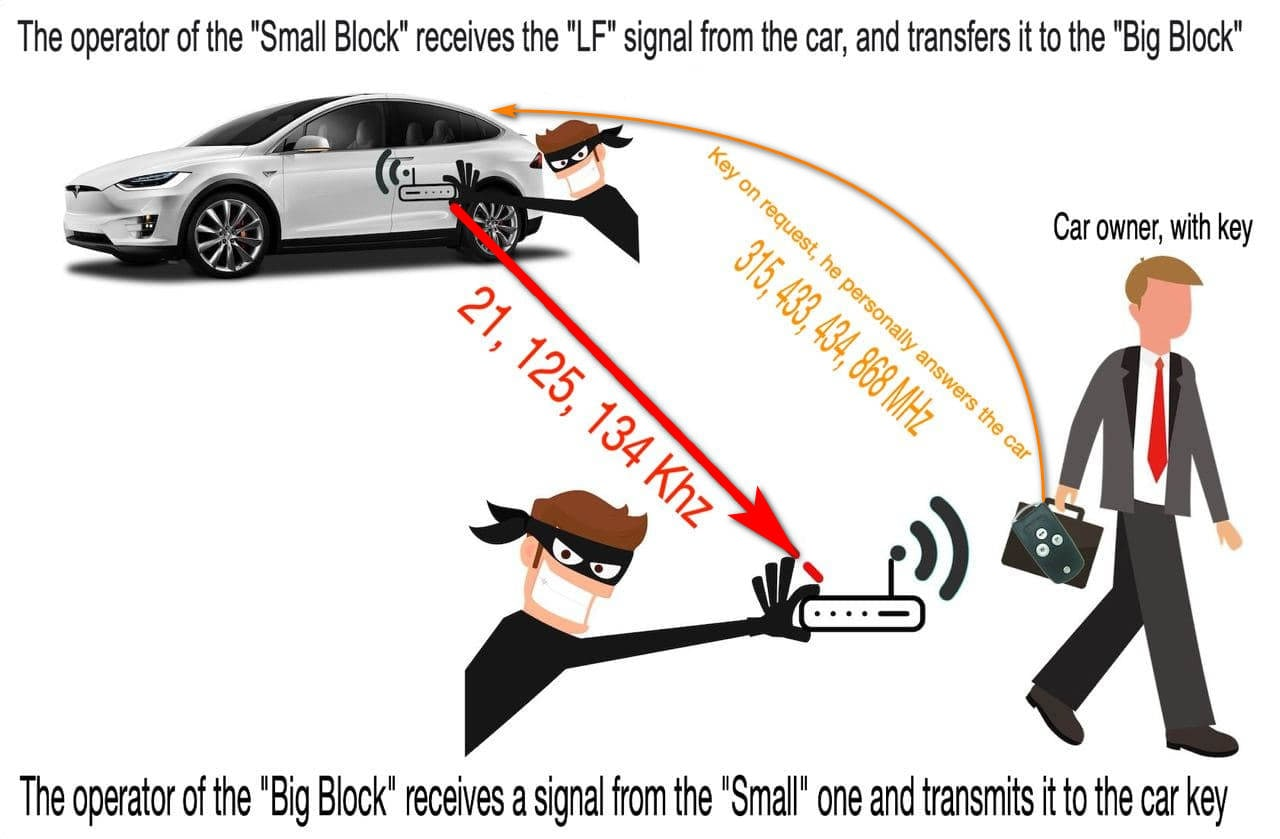 The operator of the "Small Block" receives the "LF" signal from the car, and transfers it to the "Big Block"
Key on request, he personally answers the car
315, 433, 434, 868 MHz
Car owner, with key
21, 125, 134 Khz
The operator of the "Big Block" receives a signal from the "Small" one and transmits it to the car key